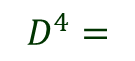 D⁴ =